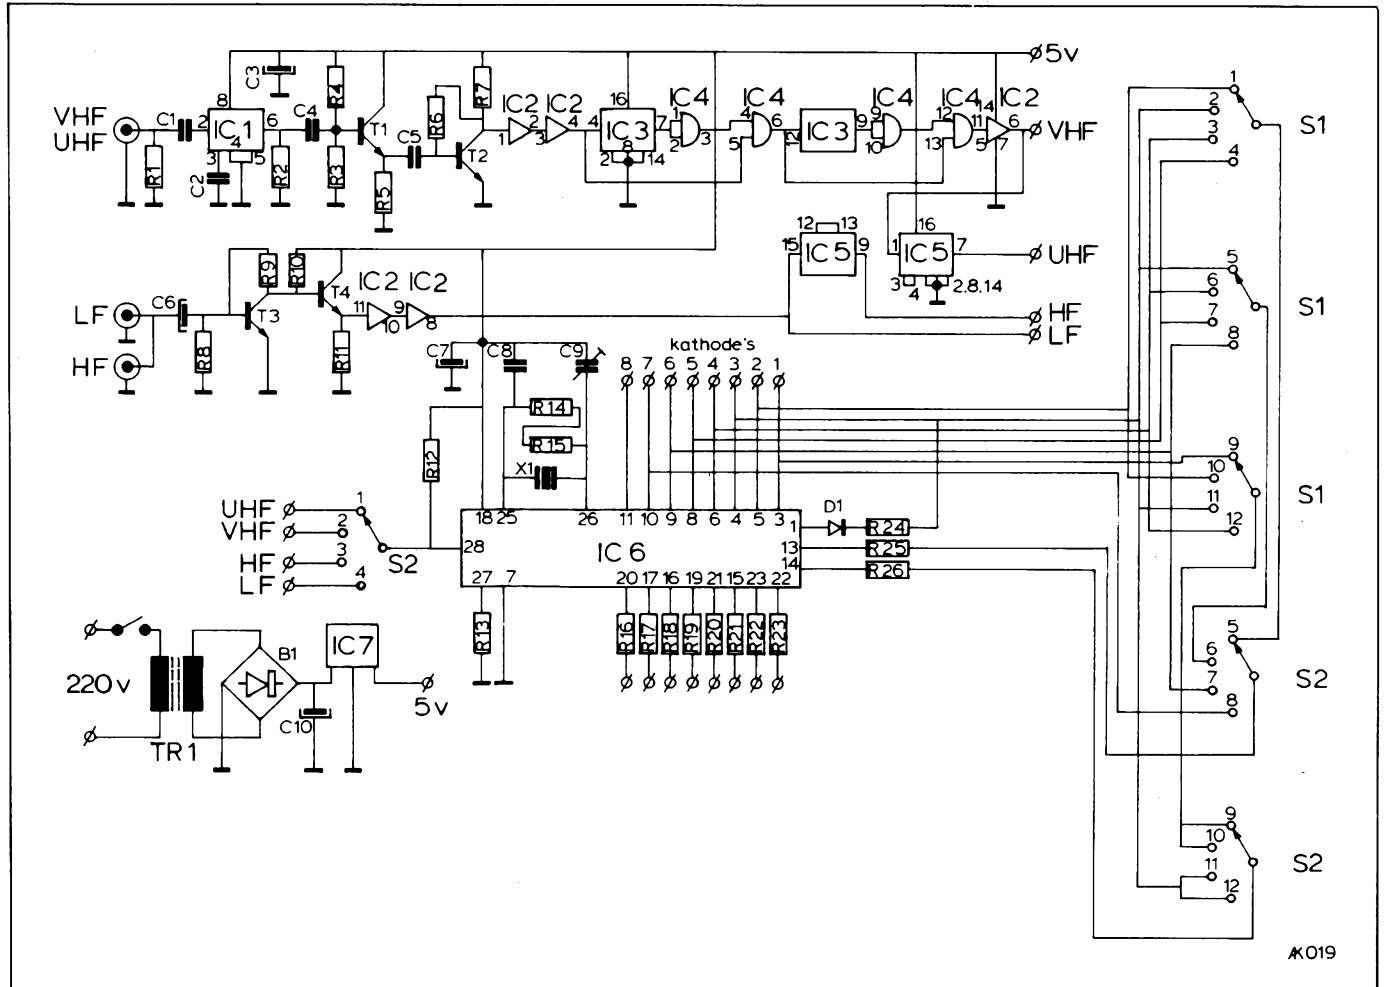 5v
VHF
UHF
C1
R1
8
2
IC1
6
3
4
5
C2
C3
R2
C4
R4
R3
T1
R5
C5
R6
T2
R7
IC2
1
2
IC2
3
4
4
16
IC3
7
2
8
14
IC4
1
2
3
IC4
4
5
6
12
IC3
9
IC4
9
10
IC4
12
13
11
IC2
14
5
7
6
VHF
12
13
15
IC5
9
16
1
IC5
7
3
4
2.8.14
UHF
HF
LF
LF
HF
C6
R8
R9
T3
R10
T4
R11
IC2
11
10
IC2
9
8
C7
C8
C9
R14
R15
X1
R12
kathode's
8
7
6
5
4
3
2
1
UHF
VHF
HF
LF
1
2
3
4
S2
18
25
26
11
10
9
8
6
4
5
3
28
IC6
1
13
14
27
7
20
17
16
19
21
15
23
22
D1
R24
R25
R26
R13
R16
R17
R18
R19
R20
R21
R22
R23
220v
TR1
B1
C10
IC7
5v
1
2
3
4
S1
5
6
7
8
S1
9
10
11
12
S1
5
6
7
8
S2
9
10
11
12
S2
AK019